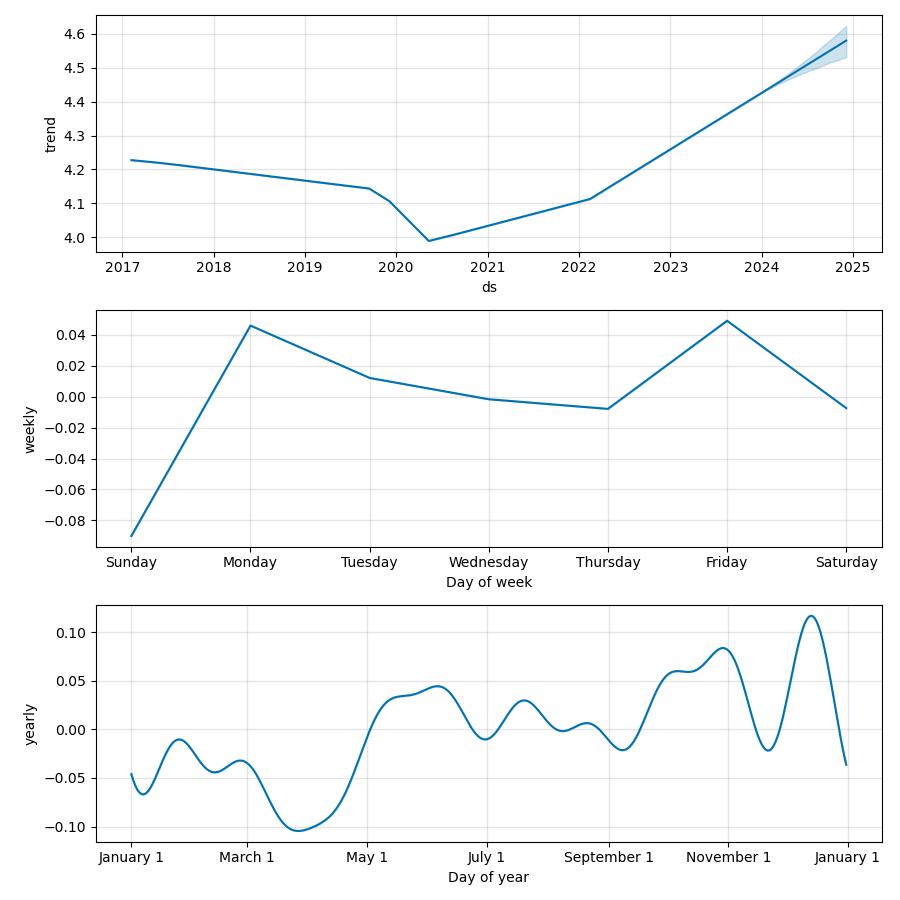 4.6
4.5
4.4
4.3
4.2
4.1
4.0
trend
2017 2018 2019 2020 2021 2022 2023 2024 2025
ds
0.04
0.02
0.00
−0.02
−0.04
−0.06
−0.08
weekly
Sunday Monday Tuesday Wednesday Thursday Friday Saturday
Day of week
0.10
0.05
0.00
−0.05
−0.10
yearly
January 1 March 1 May 1 July 1 September 1 November 1 January 1
Day of year